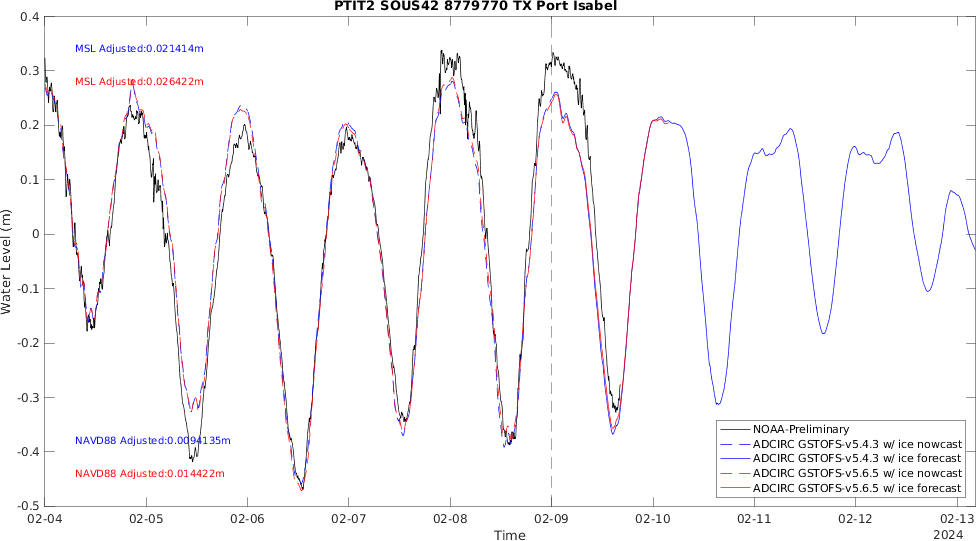 PTIT2 SOUS42 8779770 TX Port Isabel
0.4
0.3
0.2
0.1
0
-0.1
-0.2
-0.3
-0.4
-0.5
Water Level (m)
MSL Adjusted:0.021414m
MSL Adjusted:0.026422m
NAVD88 Adjusted:0.0094135m
NAVD88 Adjusted:0.014422m
NOAA-Preliminary
ADCIRC GSTOFS-v5.4.3 w/ ice nowcast
ADCIRC GSTOFS-v5.4.3 w/ ice forecast
ADCIRC GSTOFS-v5.6.5 w/ ice nowcast
ADCIRC GSTOFS-v5.6.5 w/ ice forecast
02-04 02-05 02-06 02-07 02-08 02-09 02-10 02-11 02-12 02-13
2024
Time